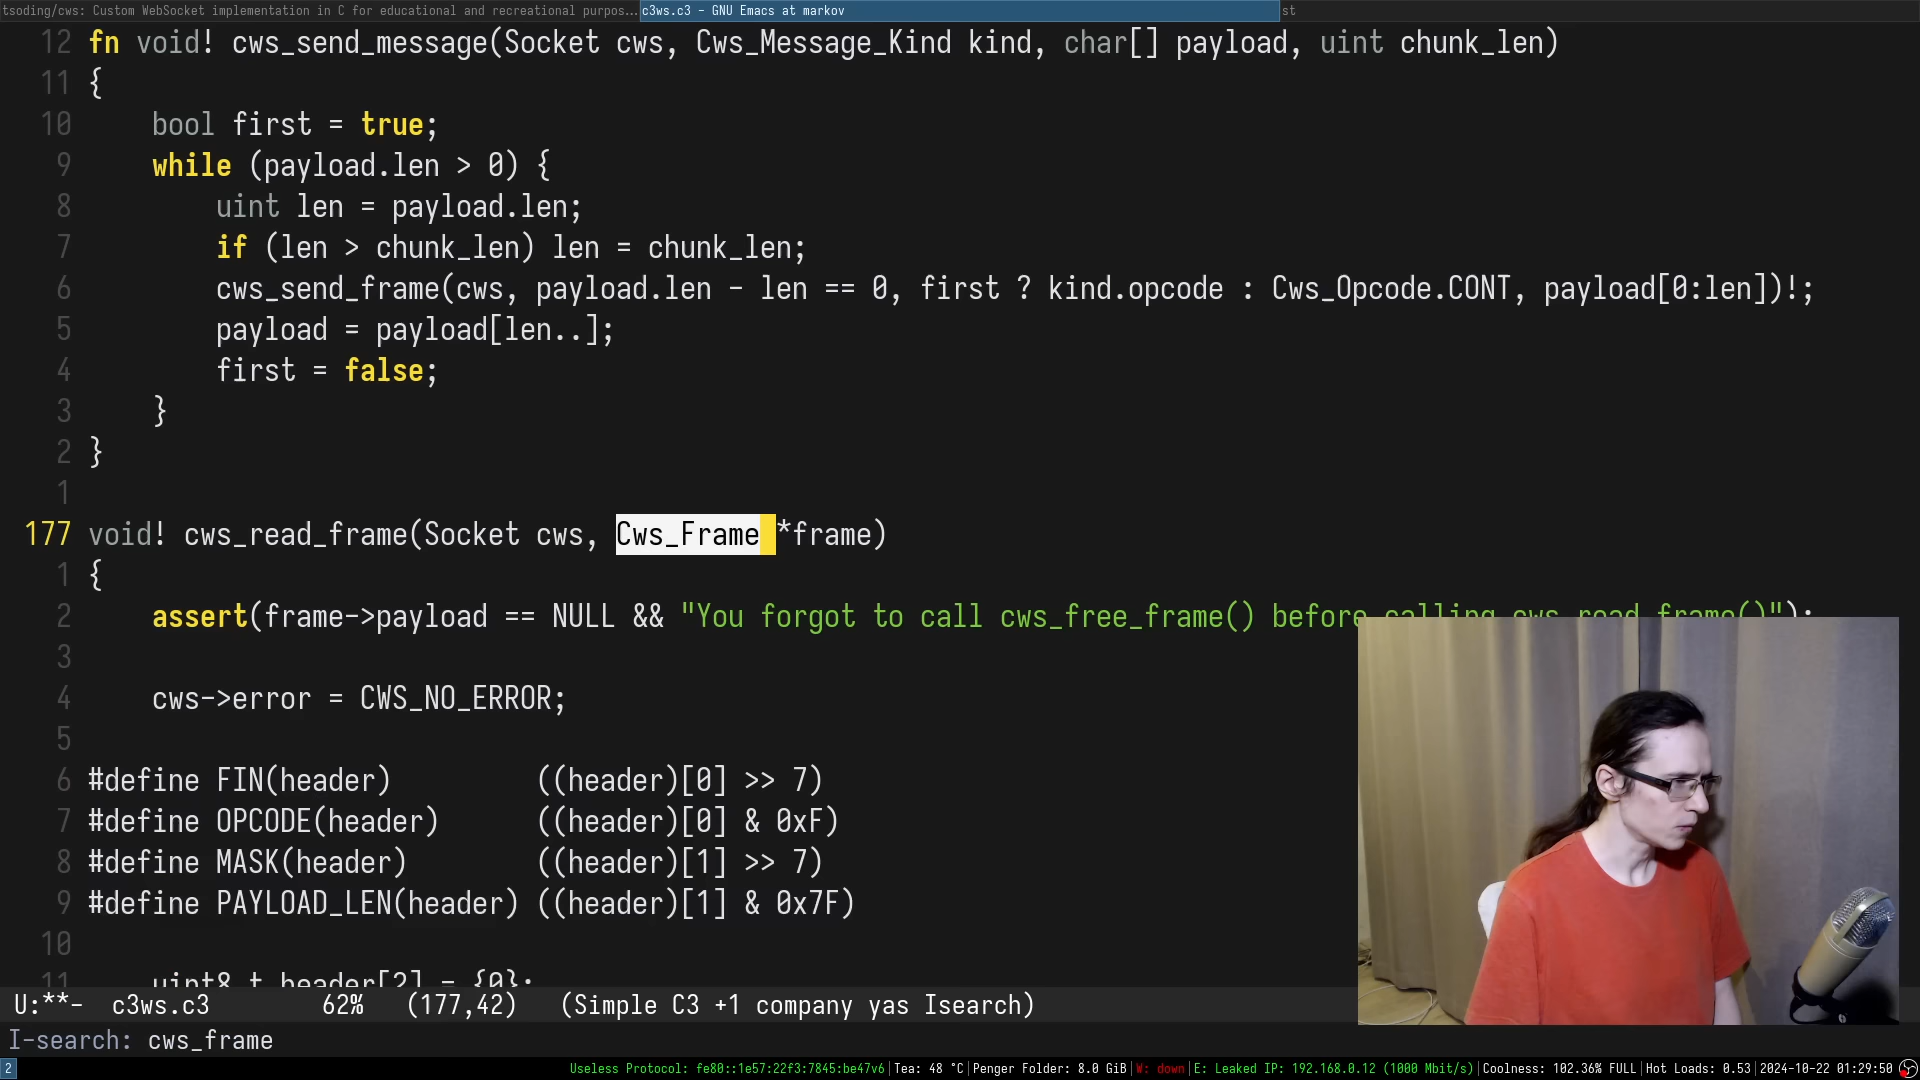 tsoding/cws: Custom WebSocket implementation in C for educational and recreational purpos...
c3ws.c3 - GNU Emacs at markov
st
12 fn void! cws_send_message(Socket cws, Cws_Message_Kind kind, char[] payload, uint chunk_len)
11 {
10     bool first = true;
9     while (payload.len > 0) {
8         uint len = payload.len;
7         if (len > chunk_len) len = chunk_len;
6         cws_send_frame(cws, payload.len - len == 0, first ? kind.opcode : Cws_Opcode.CONT, payload[0:len])!;
5         payload = payload[len..];
4         first = false;
3     }
2 }
1
177 void! cws_read_frame(Socket cws, Cws_Frame *frame)
1 {
2     assert(frame->payload == NULL && "You forgot to call cws_free_frame() before calling cws_read_frame()");
3
4     cws->error = CWS_NO_ERROR;
5
6 #define FIN(header)         ((header)[0] >> 7)
7 #define OPCODE(header)      ((header)[0] & 0xF)
8 #define MASK(header)        ((header)[1] >> 7)
9 #define PAYLOAD_LEN(header) ((header)[1] & 0x7F)
10
11     uint8_t header[2] = {0};
U:**-  c3ws.c3       62%   (177,42)   (Simple C3 +1 company yas Isearch)
I-search: cws_frame
2
Useless Protocol: fe80::1e57:22f3:7845:be47v6|Tea: 48 °C|Penger Folder: 8.0 GiB|W: down|E: Leaked IP: 192.168.0.12 (1000 Mbit/s)|Coolness: 102.36% FULL|Hot Loads: 0.53|2024-10-22 01:29:50